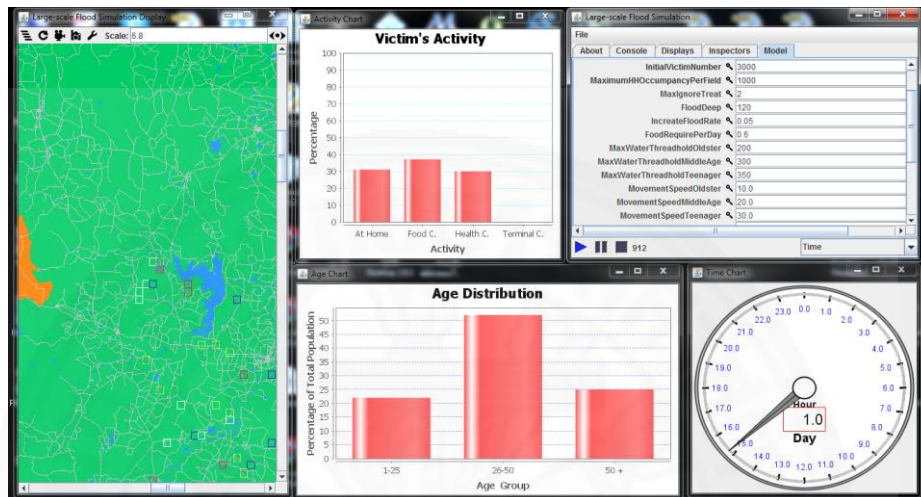 Large-scale Flood Simulation Display
Scale: 6.8
Activity Chart
Victim's Activity
Percentage
100
90
80
70
60
50
40
30
20
10
0
At Home Food C. Health C. Terminal C.
Activity
Large-scale Flood Simulation
File
About Console Displays Inspectors Model
InitialVictimNumber 3000
MaximumHHOccumpancyPerField 1000
MaxIgnoreTreat 2
FloodDeep 120
IncreateFloodRate 0.05
FoodRequirePerDay 0.6
MaxWaterThreadholdOldster 200
MaxWaterThreadholdMiddleAge 300
MaxWaterThreadholdTeenager 350
MovementSpeedOldster 10.0
MovementSpeedMiddleAge 20.0
MovementSpeedTeenager 30.0
912 Time
Age Chart
Age Distribution
Percentage of Total Population
50
45
40
35
30
25
20
15
10
5
0
1-25 26-50 50 +
Age Group
Time Chart
0.0
1.0
2.0
3.0
4.0
5.0
6.0
7.0
8.0
9.0
10.0
11.0
12.0
13.0
14.0
15.0
16.0
17.0
18.0
19.0
20.0
21.0
22.0
23.0
Hour
1.0
Day